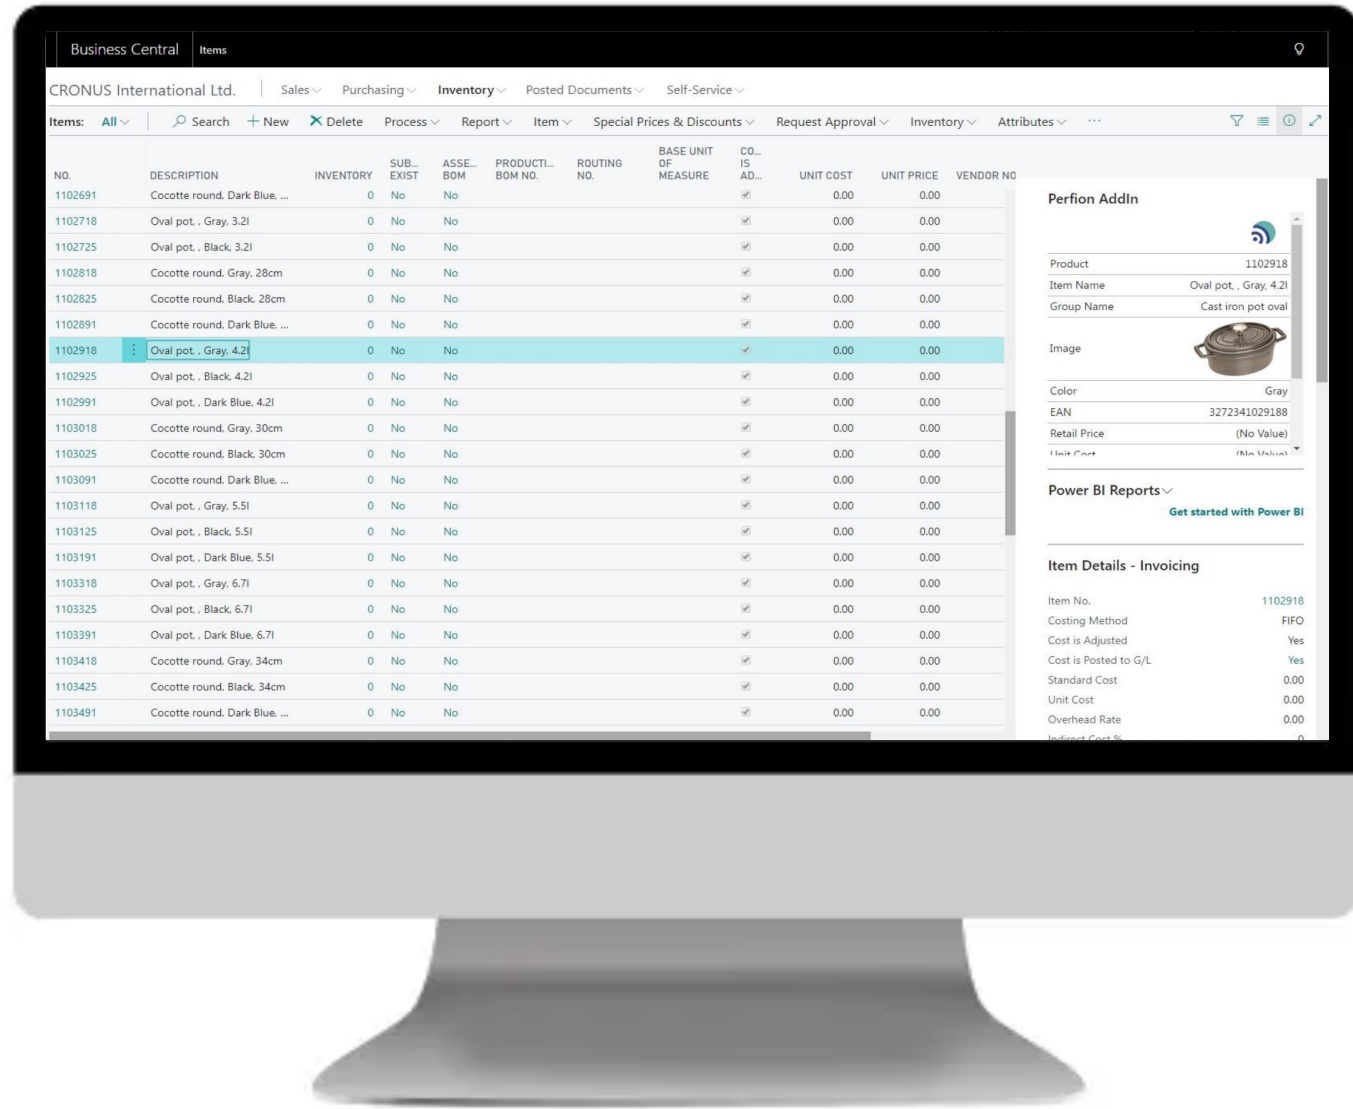 Business Central Items
CRONUS International Ltd. Sales Purchasing Inventory Posted Documents Self-Service
Items: All Search New Delete Process Report Item Special Prices & Discounts Request Approval Inventory Attributes ...
NO. DESCRIPTION INVENTORY SUB... EXIST ASSE... BOM PRODUCTI... BOM NO. ROUTING NO. BASE UNIT OF MEASURE CO... IS AD... UNIT COST UNIT PRICE VENDOR NO
1102691 Cocotte round, Dark Blue, ... 0 No No 0.00 0.00
1102718 Oval pot, , Gray, 3.2l 0 No No 0.00 0.00
1102725 Oval pot, , Black, 3.2l 0 No No 0.00 0.00
1102818 Cocotte round, Gray, 28cm 0 No No 0.00 0.00
1102825 Cocotte round, Black, 28cm 0 No No 0.00 0.00
1102891 Cocotte round, Dark Blue, ... 0 No No 0.00 0.00
1102918 Oval pot, , Gray, 4.2l 0 No No 0.00 0.00
1102925 Oval pot, , Black, 4.2l 0 No No 0.00 0.00
1102991 Oval pot, , Dark Blue, 4.2l 0 No No 0.00 0.00
1103018 Cocotte round, Gray, 30cm 0 No No 0.00 0.00
1103025 Cocotte round, Black, 30cm 0 No No 0.00 0.00
1103091 Cocotte round, Dark Blue, ... 0 No No 0.00 0.00
1103118 Oval pot, , Gray, 5.5l 0 No No 0.00 0.00
1103125 Oval pot, , Black, 5.5l 0 No No 0.00 0.00
1103191 Oval pot, , Dark Blue, 5.5l 0 No No 0.00 0.00
1103318 Oval pot, , Gray, 6.7l 0 No No 0.00 0.00
1103325 Oval pot, , Black, 6.7l 0 No No 0.00 0.00
1103391 Oval pot, , Dark Blue, 6.7l 0 No No 0.00 0.00
1103418 Cocotte round, Gray, 34cm 0 No No 0.00 0.00
1103425 Cocotte round, Black, 34cm 0 No No 0.00 0.00
1103491 Cocotte round, Dark Blue, ... 0 No No 0.00 0.00
Perfion AddIn
Product 1102918
Item Name Oval pot, , Gray, 4.2l
Group Name Cast iron pot oval
Image
Color Gray
EAN 3272341029188
Retail Price (No Value)
Unit Cost (No Value)
Power BI Reports
Get started with Power BI
Item Details - Invoicing
Item No. 1102918
Costing Method FIFO
Cost is Adjusted Yes
Cost is Posted to G/L Yes
Standard Cost 0.00
Unit Cost 0.00
Overhead Rate 0.00
Indirect Cost % 0